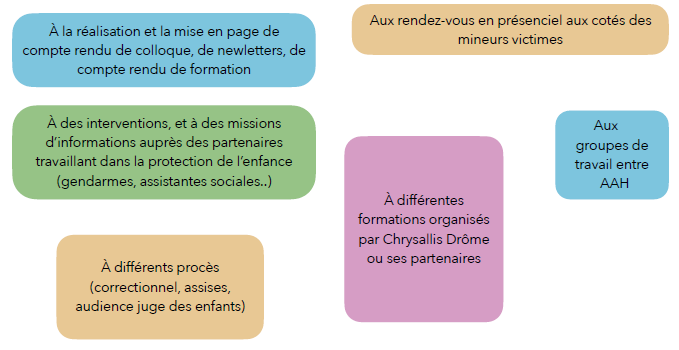 À la réalisation et la mise en page de
compte rendu de colloque, de newletters, de
compte rendu de formation
Aux rendez-vous en présenciel aux cotés des
mineurs victimes
À des interventions, et à des missions
d'informations auprès des partenaires
travaillant dans la protection de l'enfance
(gendarmes, assistantes sociales..)
Aux
groupes de
travail entre
AAH
À différentes
formations organisés
par Chrysallis Drôme
ou ses partenaires
À différents procès
(correctionnel, assises,
audience juge des enfants)